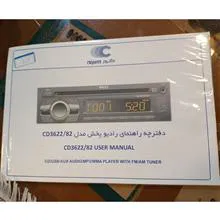 دفترچه راهنمای رادیو پخش مدل CD3622/82
CD3622/82 USER MANUAL
CD/USB/AUX AUDIO/MP3/WMA PLAYER WITH FM/AM TUNER